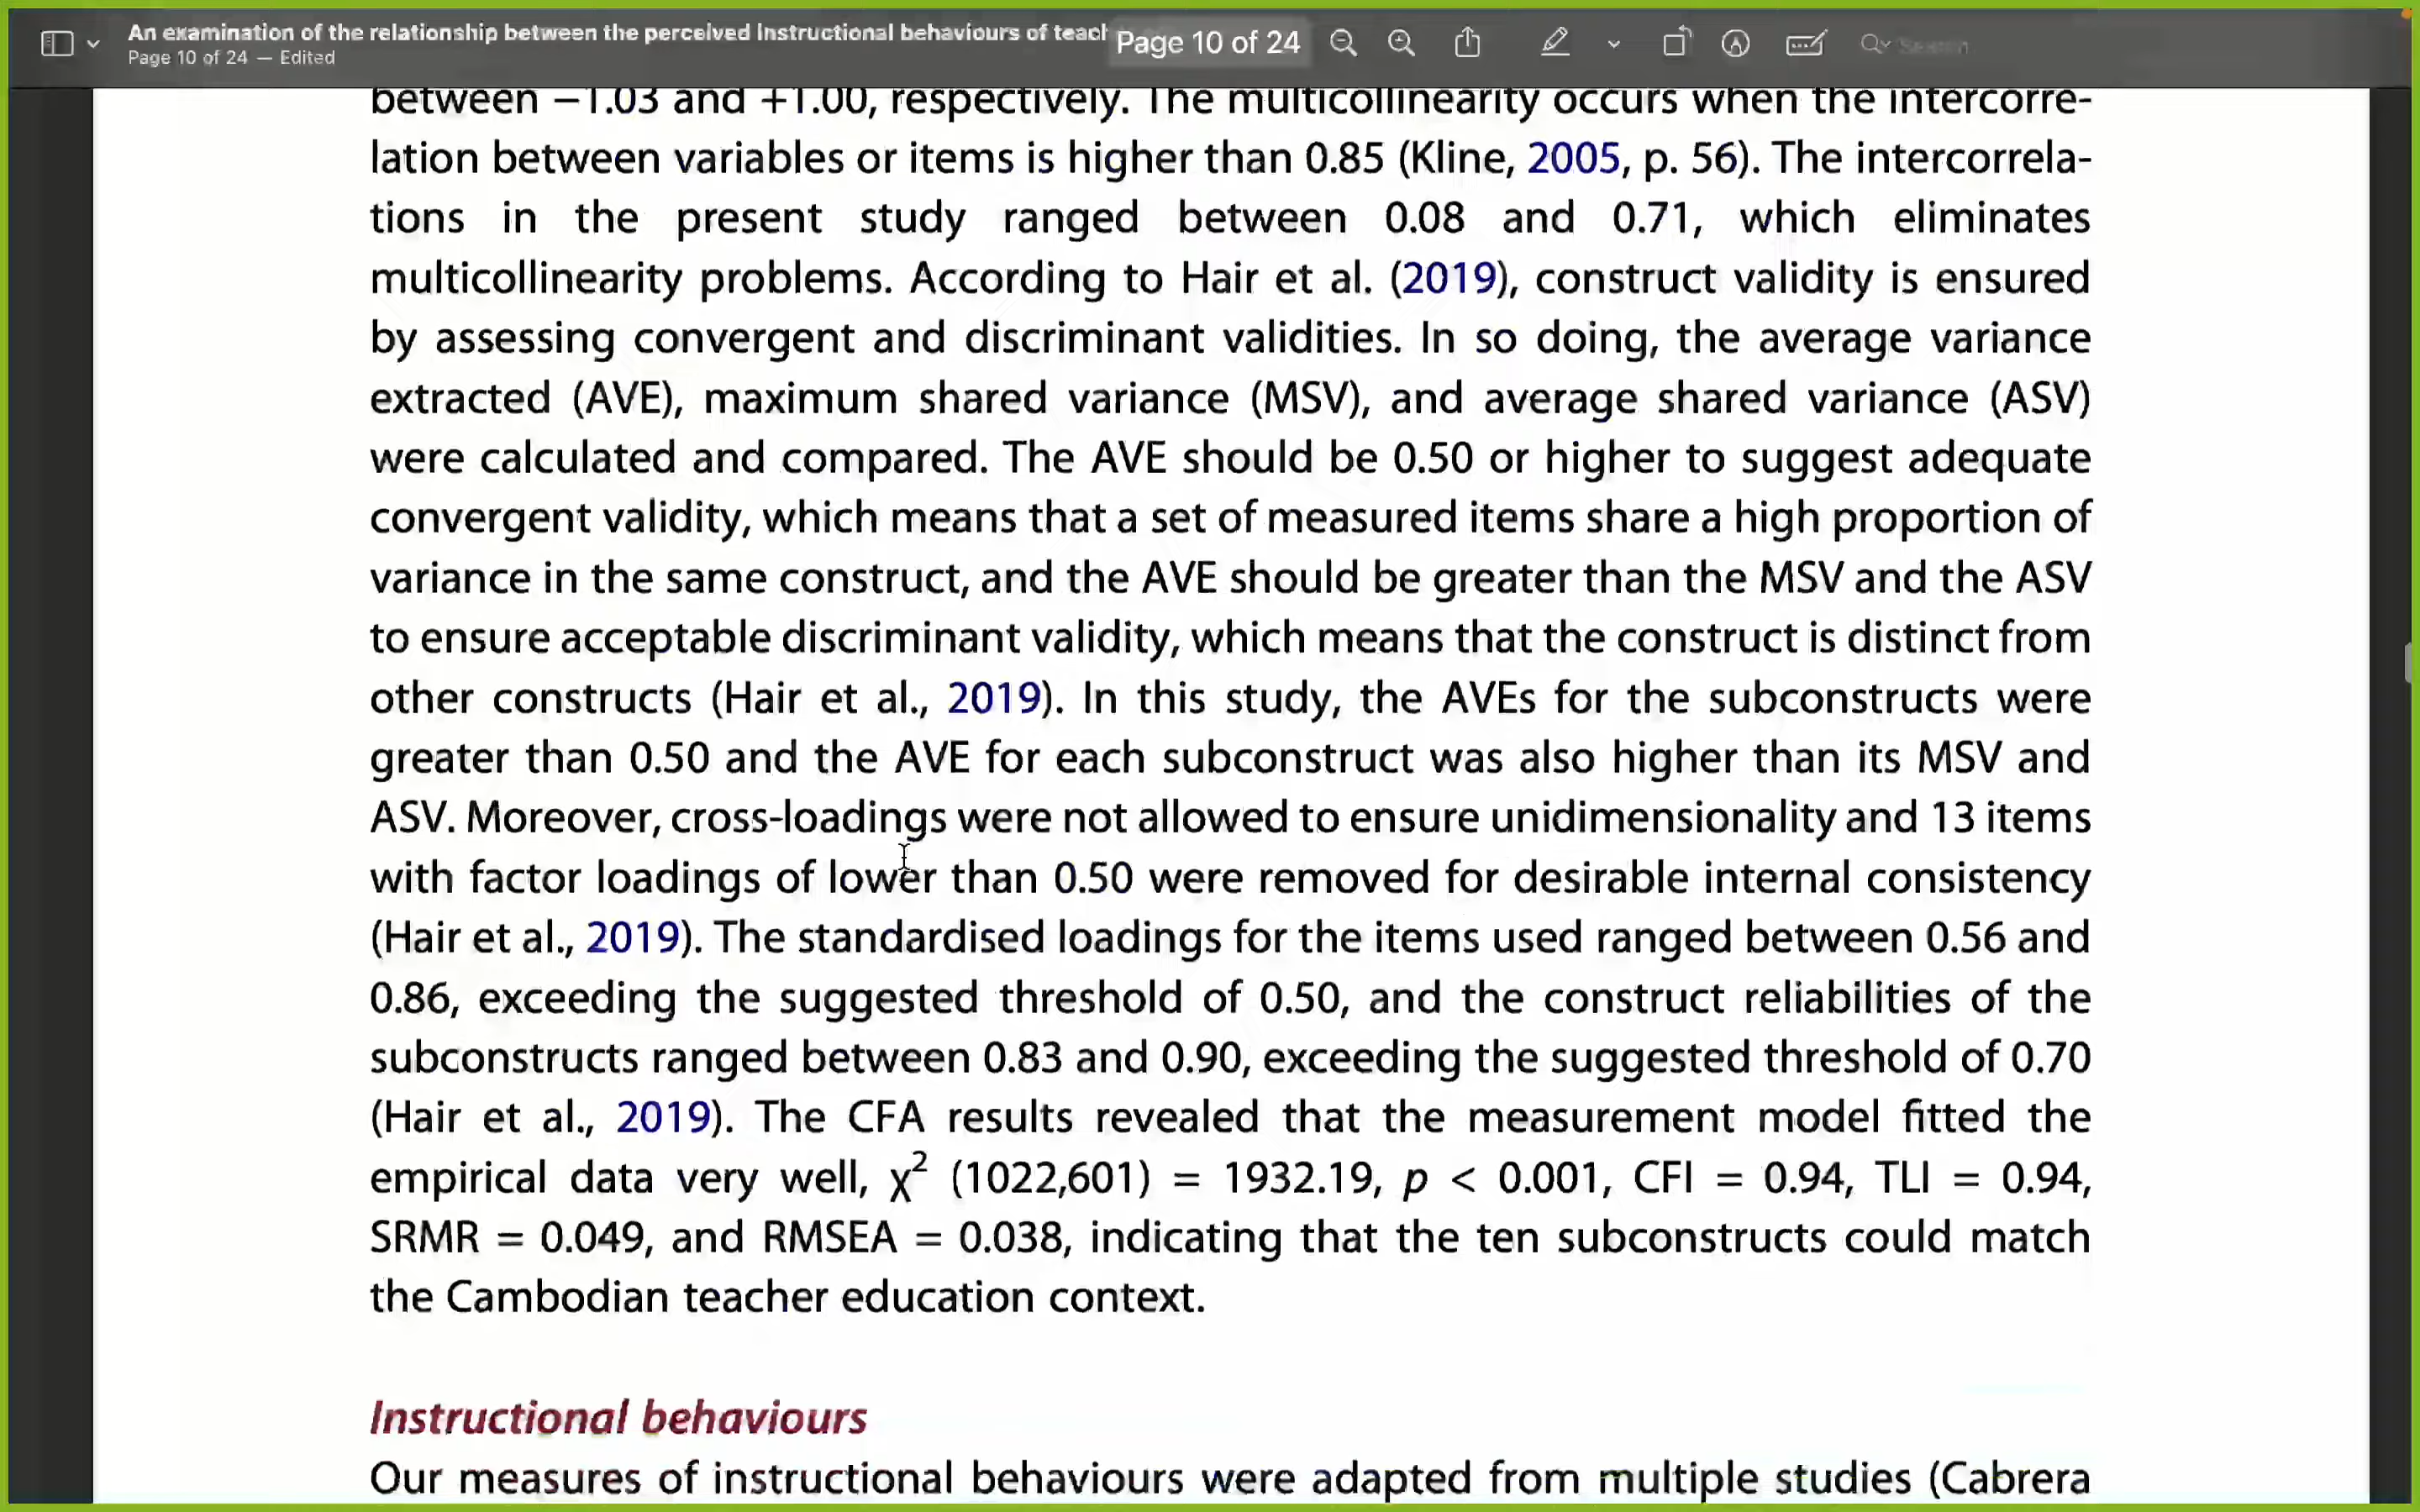 An examination of the relationship between the perceived instructional behaviours of teach
Page 10 of 24 — Edited
Page 10 of 24
Search
between −1.03 and +1.00, respectively. The multicollinearity occurs when the intercorre-
lation between variables or items is higher than 0.85 (Kline, 2005, p. 56). The intercorrela-
tions in the present study ranged between 0.08 and 0.71, which eliminates
multicollinearity problems. According to Hair et al. (2019), construct validity is ensured
by assessing convergent and discriminant validities. In so doing, the average variance
extracted (AVE), maximum shared variance (MSV), and average shared variance (ASV)
were calculated and compared. The AVE should be 0.50 or higher to suggest adequate
convergent validity, which means that a set of measured items share a high proportion of
variance in the same construct, and the AVE should be greater than the MSV and the ASV
to ensure acceptable discriminant validity, which means that the construct is distinct from
other constructs (Hair et al., 2019). In this study, the AVEs for the subconstructs were
greater than 0.50 and the AVE for each subconstruct was also higher than its MSV and
ASV. Moreover, cross-loadings were not allowed to ensure unidimensionality and 13 items
with factor loadings of lower than 0.50 were removed for desirable internal consistency
(Hair et al., 2019). The standardised loadings for the items used ranged between 0.56 and
0.86, exceeding the suggested threshold of 0.50, and the construct reliabilities of the
subconstructs ranged between 0.83 and 0.90, exceeding the suggested threshold of 0.70
(Hair et al., 2019). The CFA results revealed that the measurement model fitted the
empirical data very well, χ² (1022,601) = 1932.19, p < 0.001, CFI = 0.94, TLI = 0.94,
SRMR = 0.049, and RMSEA = 0.038, indicating that the ten subconstructs could match
the Cambodian teacher education context.
Instructional behaviours
Our measures of instructional behaviours were adapted from multiple studies (Cabrera